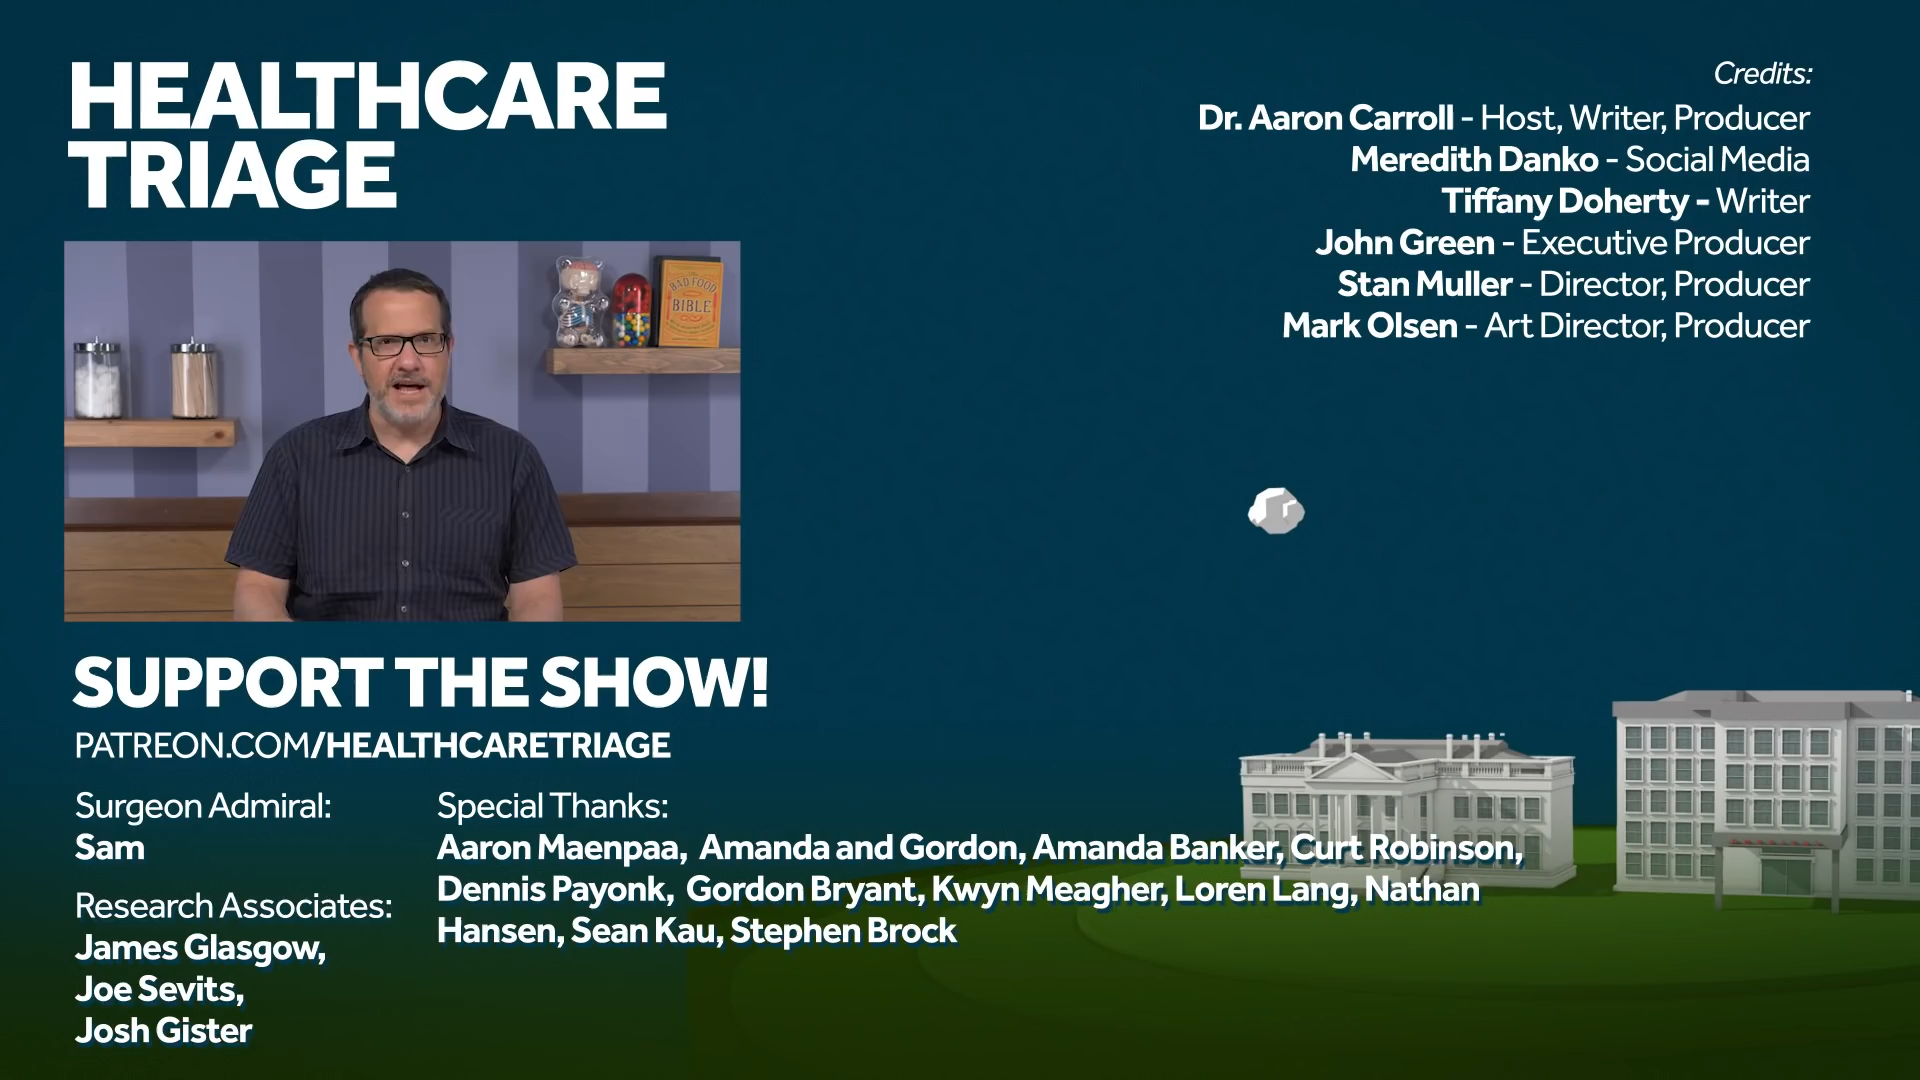 HEALTHCARE
TRIAGE
BAD FOOD
BIBLE
SUPPORT THE SHOW!
PATREON.COM/HEALTHCARETRIAGE
Surgeon Admiral:
Sam
Research Associates:
James Glasgow,
Joe Sevits,
Josh Gister
Special Thanks:
Aaron Maenpaa, Amanda and Gordon, Amanda Banker, Curt Robinson,
Dennis Payonk, Gordon Bryant, Kwyn Meagher, Loren Lang, Nathan
Hansen, Sean Kau, Stephen Brock
Credits:
Dr. Aaron Carroll - Host, Writer, Producer
Meredith Danko - Social Media
Tiffany Doherty - Writer
John Green - Executive Producer
Stan Muller - Director, Producer
Mark Olsen - Art Director, Producer